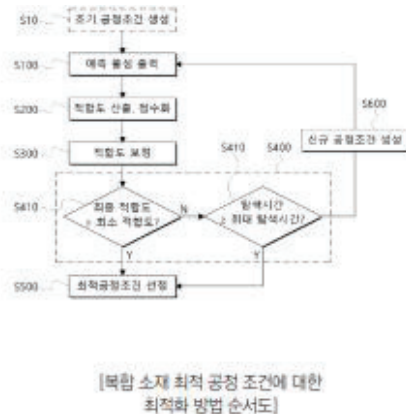 S10
초기 공정조건 생성
S100
예측 물성 출력
S600
S200
적합도 산출, 점수화
신규 공정조건 생성
S300
적합도 보정
S410
S400
S410
최종 적합도
≥ 최소 적합도?
N
탐색시간
≥ 최대 탐색시간?
Y
Y
S500
최적공정조건 선정
[복합 소재 최적 공정 조건에 대한
최적화 방법 순서도]